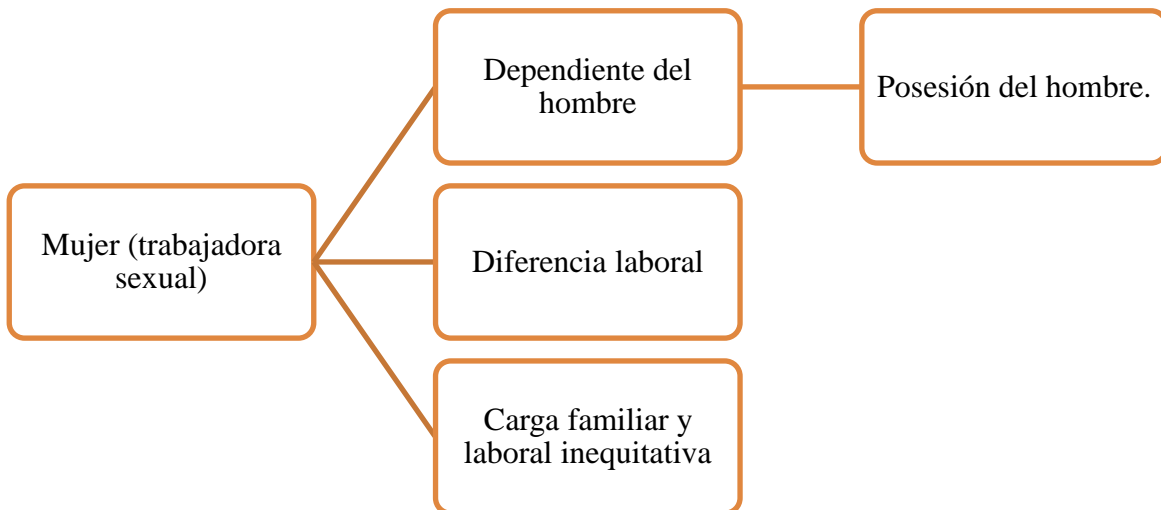 Dependiente del
hombre
Posesión del hombre.
Mujer (trabajadora
sexual)
Diferencia laboral
Carga familiar y
laboral inequitativa